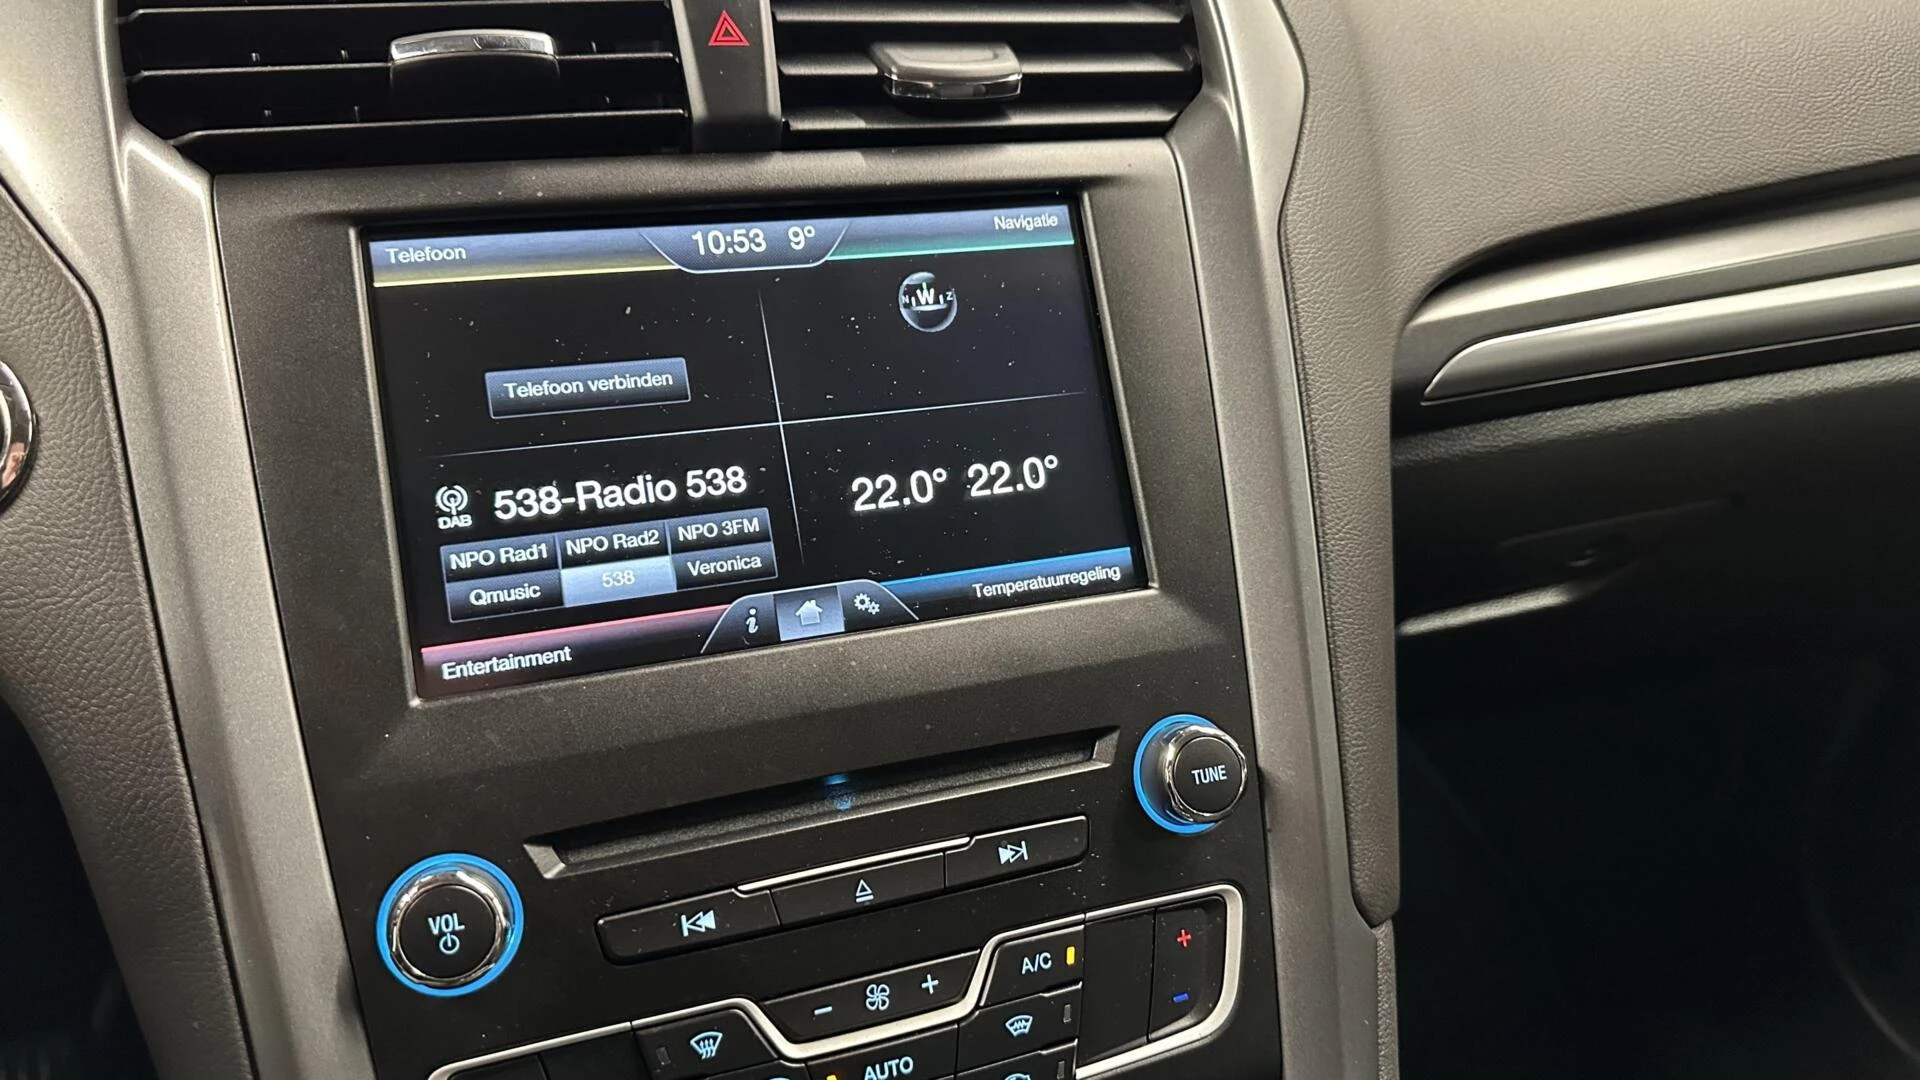 Telefoon
10:53 9°
Navigatie
N W Z
Telefoon verbinden
DAB
538-Radio 538
22.0° 22.0°
NPO Rad1 NPO Rad2 NPO 3FM
Qmusic 538 Veronica
Entertainment
i
Temperatuurregeling
TUNE
VOL
A/C
+
-
- +
AUTO